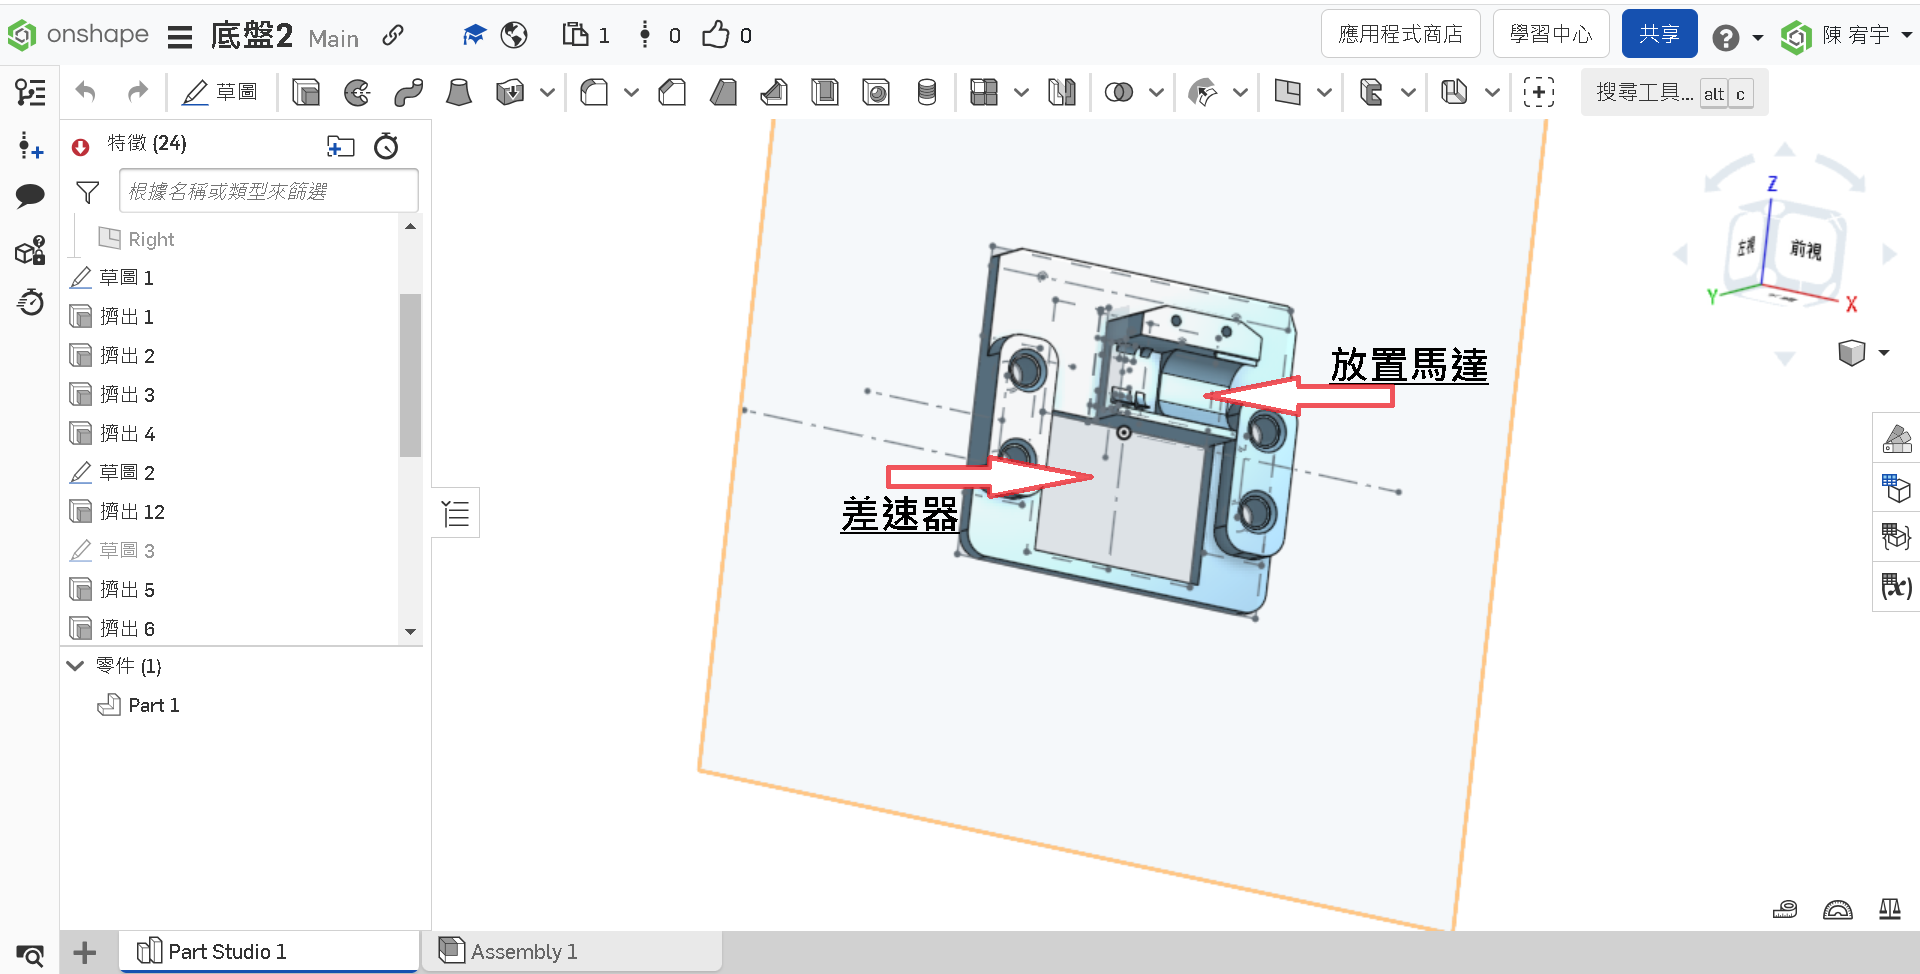 onshape 底盤2 Main 1 0 0 應用程式商店 學習中心 共享 陳 宥宇
草圖 搜尋工具... alt c
特徵 (24)
根據名稱或類型來篩選
Right
草圖 1
擠出 1
擠出 2
擠出 3
擠出 4
草圖 2
擠出 12
草圖 3
擠出 5
擠出 6
零件 (1)
Part 1
放置馬達
差速器
Z
左視
前視
Y
X
(x)
Part Studio 1
Assembly 1